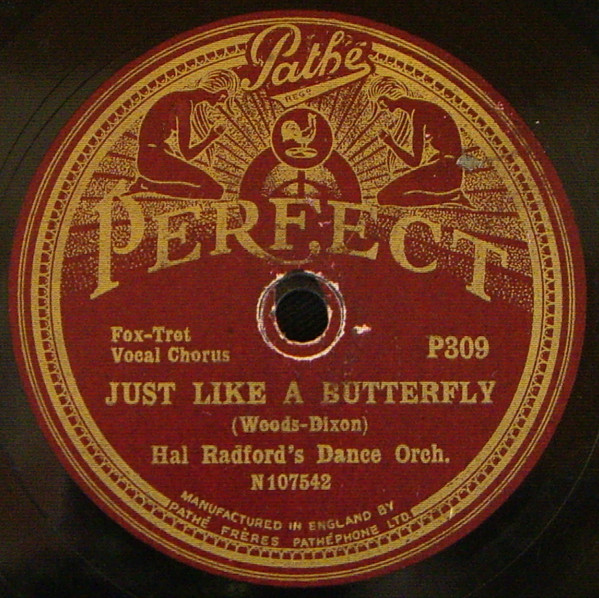 Pathé
REGD
PERFECT
Fox-Trot
Vocal Chorus
P309
JUST LIKE A BUTTERFLY
(Woods-Dixon)
Hal Radford's Dance Orch.
N107542
MANUFACTURED IN ENGLAND BY
PATHÉ FRÈRES PATHÉPHONE LTD.